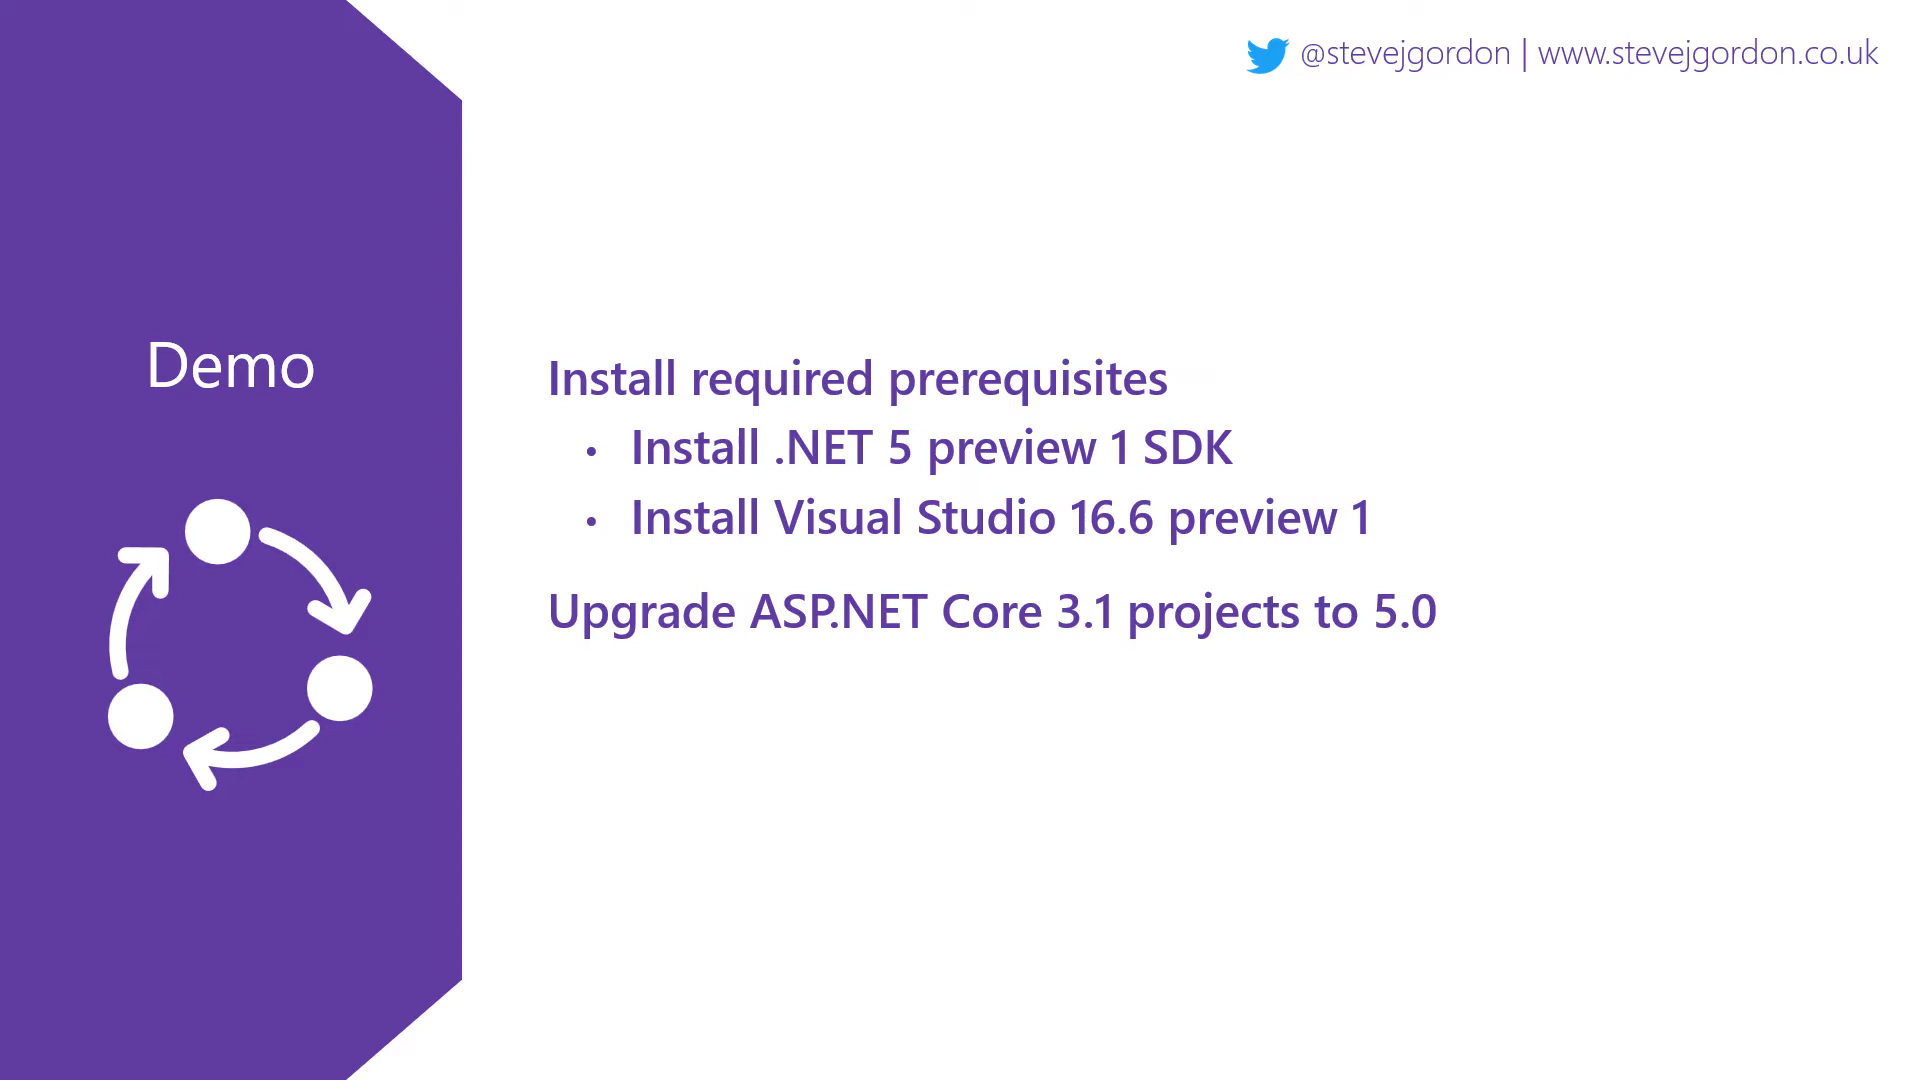 @stevejgordon | www.stevejgordon.co.uk
Demo
Install required prerequisites
• Install .NET 5 preview 1 SDK
• Install Visual Studio 16.6 preview 1
Upgrade ASP.NET Core 3.1 projects to 5.0